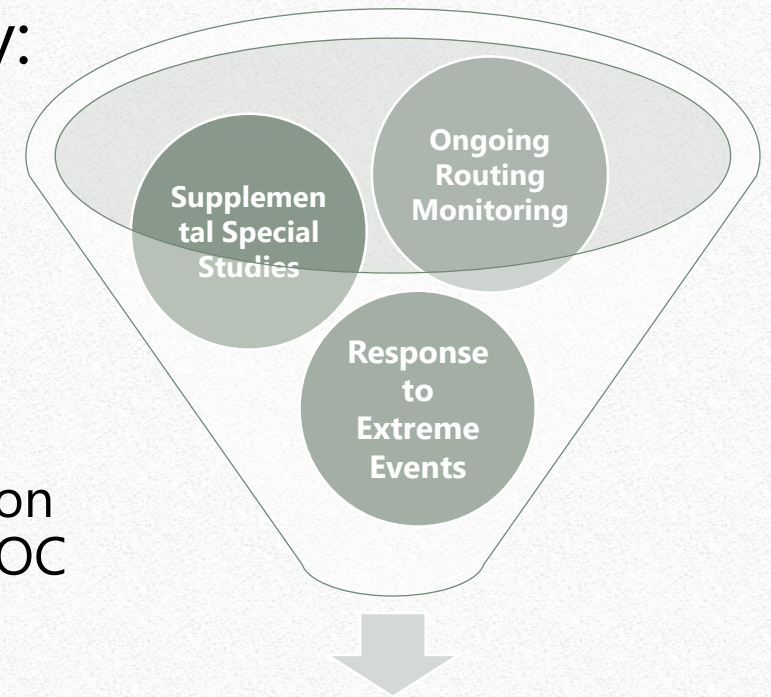 y:
Supplemen
tal Special
Studies
Ongoing
Routing
Monitoring
Response
to
Extreme
Events
on
OC